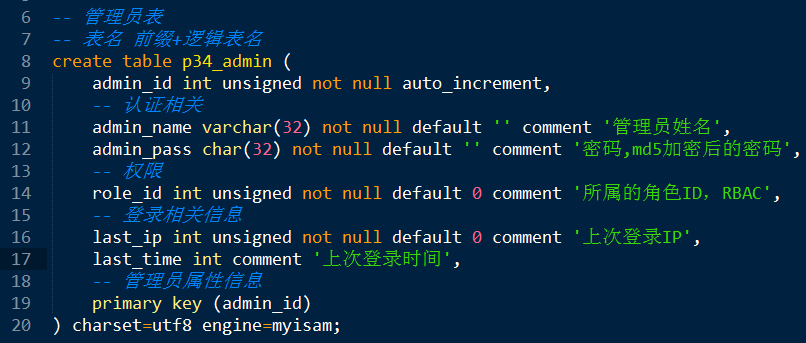 6 -- 管理员表
7 -- 表名 前缀+逻辑表名
8 create table p34_admin (
9 admin_id int unsigned not null auto_increment,
10 -- 认证相关
11 admin_name varchar(32) not null default '' comment '管理员姓名',
12 admin_pass char(32) not null default '' comment '密码,md5加密后的密码',
13 -- 权限
14 role_id int unsigned not null default 0 comment '所属的角色ID，RBAC',
15 -- 登录相关信息
16 last_ip int unsigned not null default 0 comment '上次登录IP',
17 last_time int comment '上次登录时间',
18 -- 管理员属性信息
19 primary key (admin_id)
20 ) charset=utf8 engine=myisam;